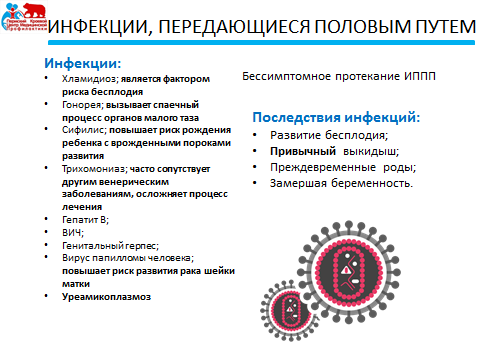 Пермский Краевой
Центр Медицинской
Профилактики
ИНФЕКЦИИ, ПЕРЕДАЮЩИЕСЯ ПОЛОВЫМ ПУТЕМ
Инфекции:
• Хламидиоз; является фактором
риска бесплодия
• Гонорея; вызывает спаечный
процесс органов малого таза
• Сифилис; повышает риск рождения
ребенка с врожденными пороками
развития
• Трихомониаз; часто сопутствует
другим венерическим
заболеваниям, осложняет процесс
лечения
• Гепатит В;
• ВИЧ;
• Генитальный герпес;
• Вирус папилломы человека;
повышает риск развития рака шейки
матки
• Уреамикоплазмоз
Бессимптомное протекание ИППП
Последствия инфекций:
• Развитие бесплодия;
• Привычный выкидыш;
• Преждевременные роды;
• Замершая беременность.